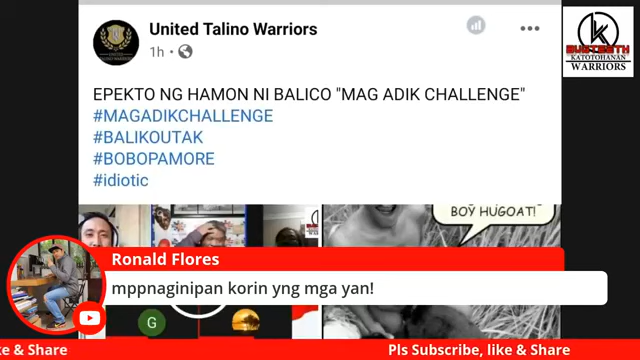 United Talino Warriors
1h
EPEKTO NG HAMON NI BALICO "MAG ADIK CHALLENGE"
#MAGADIKCHALLENGE
#BALIKOUTAK
#BOBOPAMORE
#idiotic
KATOTOHANAN
WARRIORS
BOY HUGOAT!
Ronald Flores
mppnaginipan korin yng mga yan!
G
ke & Share
Pls Subscribe, like & Share